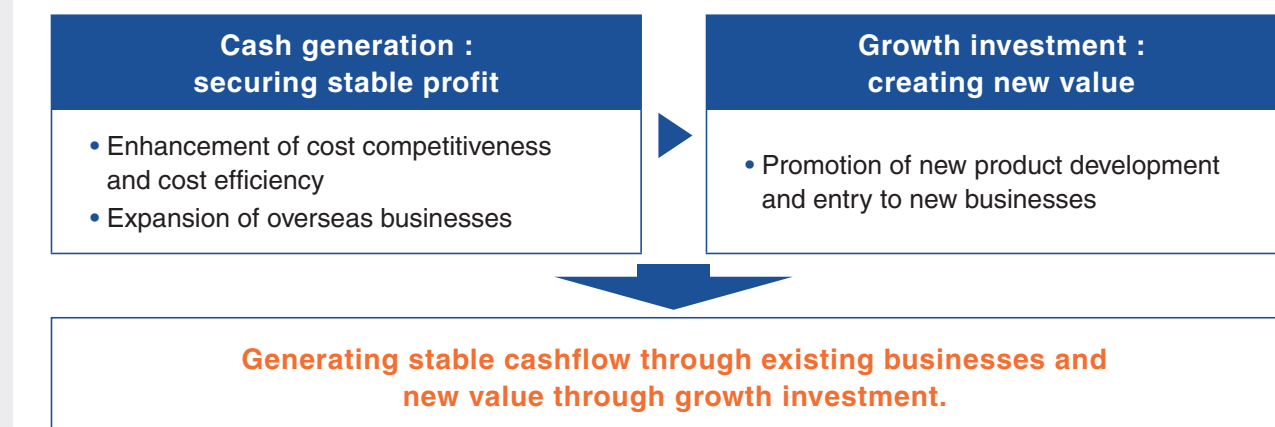 Cash generation :
securing stable profit
• Enhancement of cost competitiveness
and cost efficiency
• Expansion of overseas businesses
Growth investment :
creating new value
• Promotion of new product development
and entry to new businesses
Generating stable cashflow through existing businesses and
new value through growth investment.